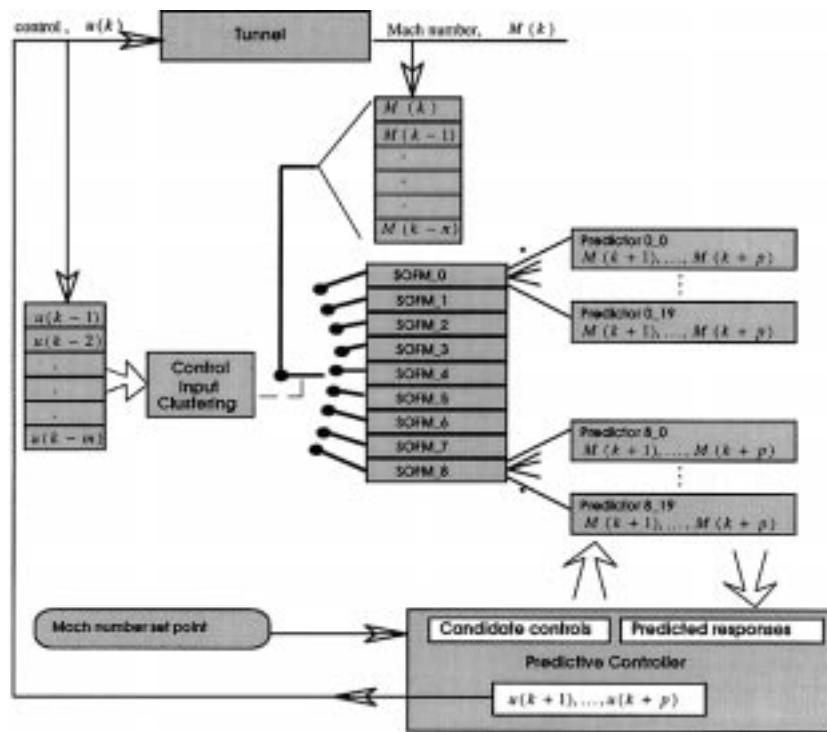 control, u(k)
Tunnel
Mach number, M(k)
M(k)
M(k-1)
.
.
.
M(k-n)
u(k-1)
u(k-2)
.
.
.
u(k-m)
Control
Input
Clustering
SOFM_0
SOFM_1
SOFM_2
SOFM_3
SOFM_4
SOFM_5
SOFM_6
SOFM_7
SOFM_8
Predictor 0_0
M(k+1),...,M(k+p)
Predictor 0_19
M(k+1),...,M(k+p)
Predictor 8_0
M(k+1),...,M(k+p)
Predictor 8_19
M(k+1),...,M(k+p)
Mach number set point
Candidate controls
Predicted responses
Predictive Controller
u(k+1),...,u(k+p)